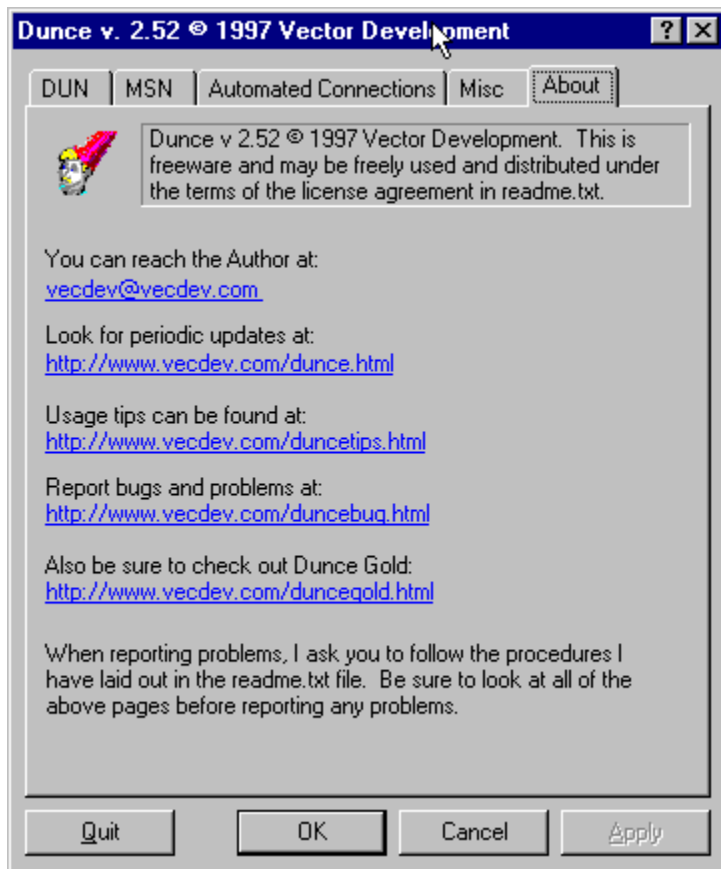 Dunce v. 2.52 © 1997 Vector Development
DUN MSN Automated Connections Misc About
Dunce v 2.52 © 1997 Vector Development. This is
freeware and may be freely used and distributed under
the terms of the license agreement in readme.txt.
You can reach the Author at:
vecdev@vecdev.com
Look for periodic updates at:
http://www.vecdev.com/dunce.html
Usage tips can be found at:
http://www.vecdev.com/duncetips.html
Report bugs and problems at:
http://www.vecdev.com/duncebug.html
Also be sure to check out Dunce Gold:
http://www.vecdev.com/duncegold.html
When reporting problems, I ask you to follow the procedures I
have laid out in the readme.txt file. Be sure to look at all of the
above pages before reporting any problems.
Quit OK Cancel Apply